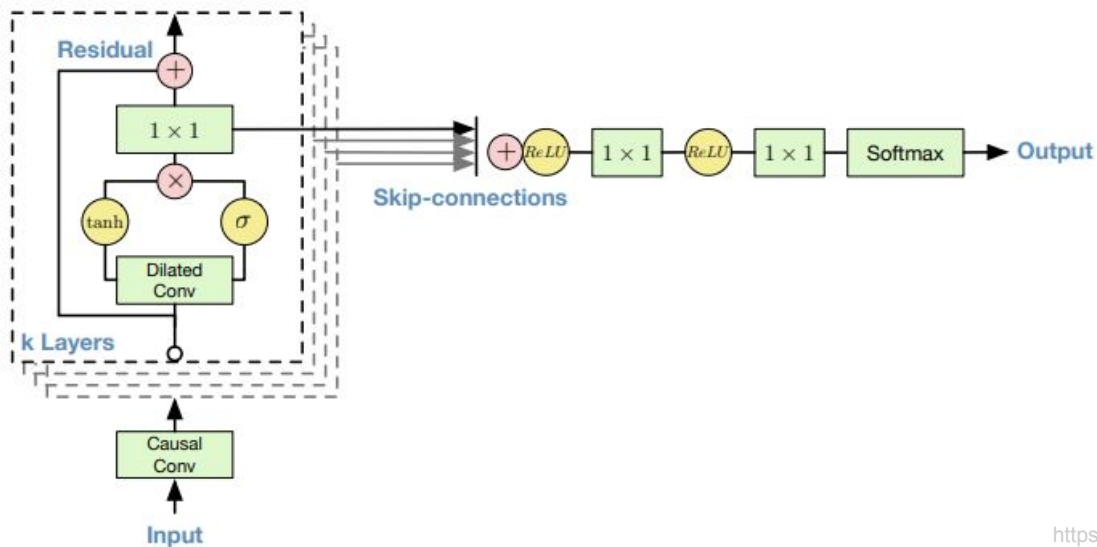 Residual
+
1 × 1
×
tanh
σ
Dilated
Conv
k Layers
Causal
Conv
Input
Skip-connections
+
ReLU
1 × 1
ReLU
1 × 1
Softmax
Output
https